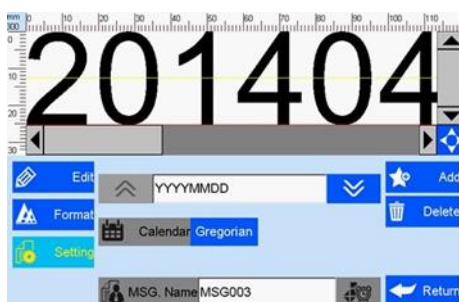 mm 0 10 20 30 40 50 60 70 80 90 100 110
300
0
10
20
30
201404
Edit
YYYYMMDD
Add
Format
Calendar Gregorian
Delete
Setting
MSG. Name MSG003
Return